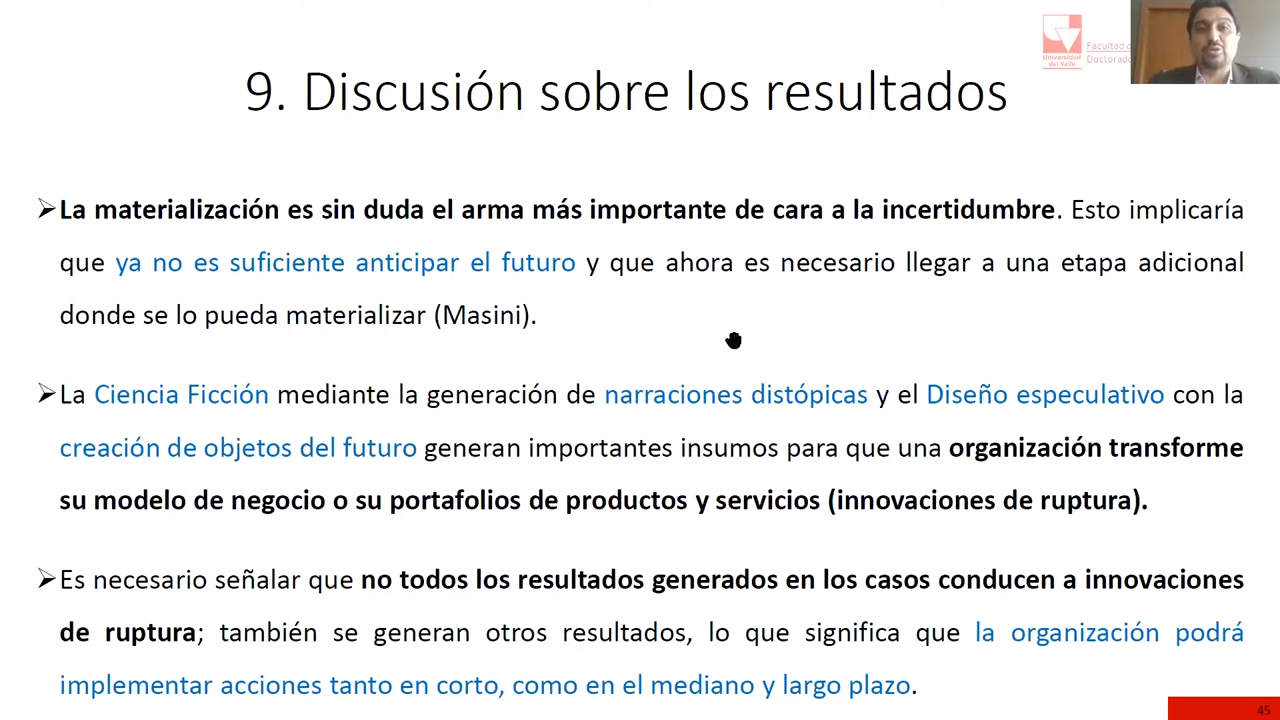 Universidad
del Valle
Facultad d
Doctorado
9. Discusión sobre los resultados
➢La materialización es sin duda el arma más importante de cara a la incertidumbre. Esto implicaría
que ya no es suficiente anticipar el futuro y que ahora es necesario llegar a una etapa adicional
donde se lo pueda materializar (Masini).
➢La Ciencia Ficción mediante la generación de narraciones distópicas y el Diseño especulativo con la
creación de objetos del futuro generan importantes insumos para que una organización transforme
su modelo de negocio o su portafolios de productos y servicios (innovaciones de ruptura).
➢Es necesario señalar que no todos los resultados generados en los casos conducen a innovaciones
de ruptura; también se generan otros resultados, lo que significa que la organización podrá
implementar acciones tanto en corto, como en el mediano y largo plazo.
45